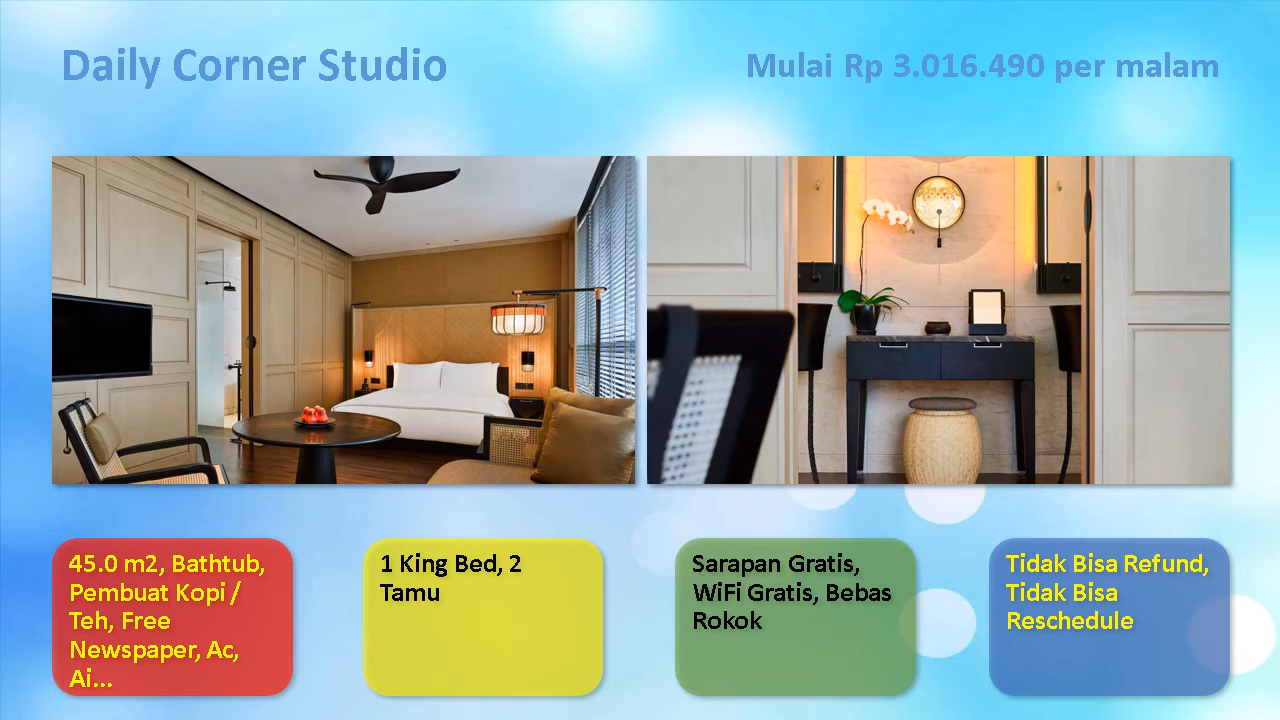 Daily Corner Studio
Mulai Rp 3.016.490 per malam
45.0 m2, Bathtub,
Pembuat Kopi /
Teh, Free
Newspaper, Ac,
Ai...
1 King Bed, 2
Tamu
Sarapan Gratis,
WiFi Gratis, Bebas
Rokok
Tidak Bisa Refund,
Tidak Bisa
Reschedule